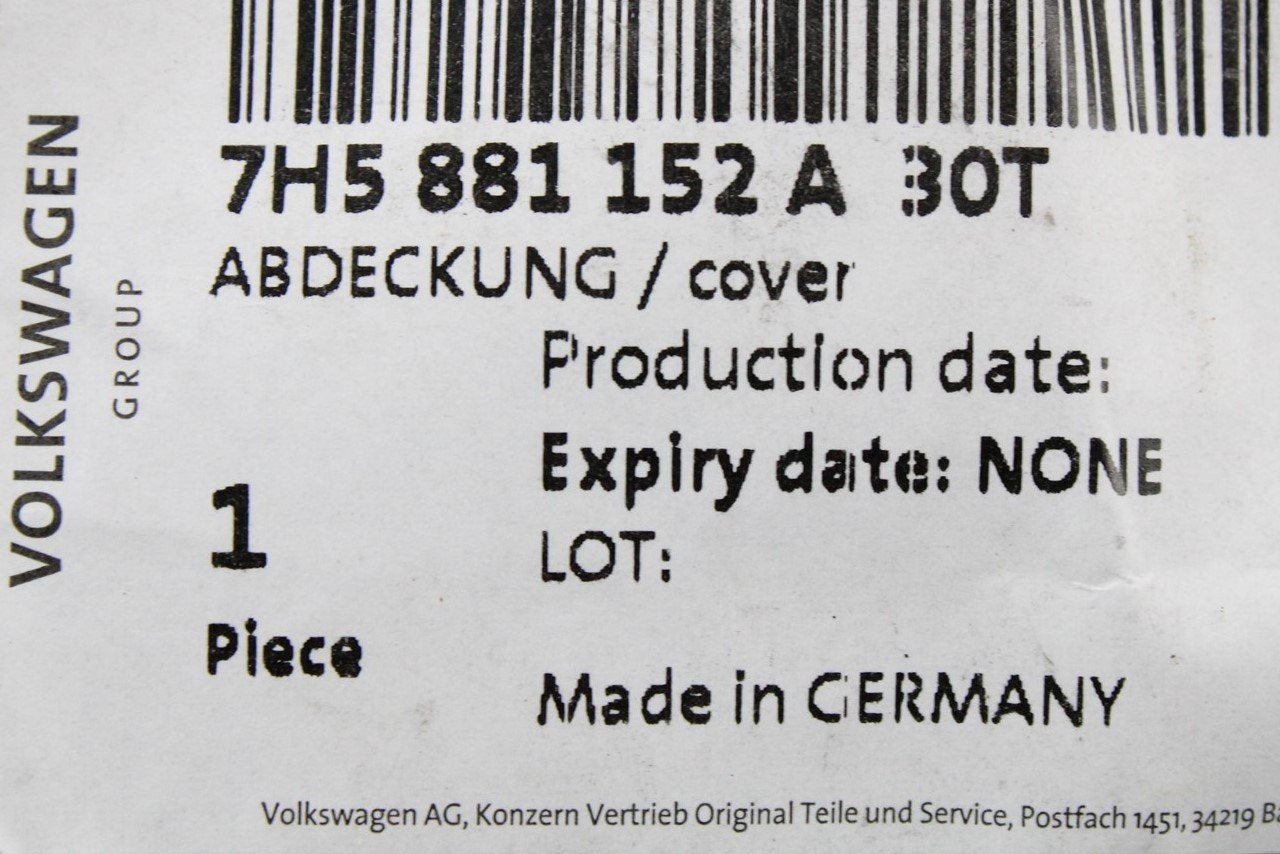 VOLKSWAGEN
GROUP
7H5 881 152 A 30T
ABDECKUNG / cover
Production date:
Expiry date: NONE
1
LOT:
Piece
Made in GERMANY
Volkswagen AG, Konzern Vertrieb Original Teile und Service, Postfach 1451, 34219